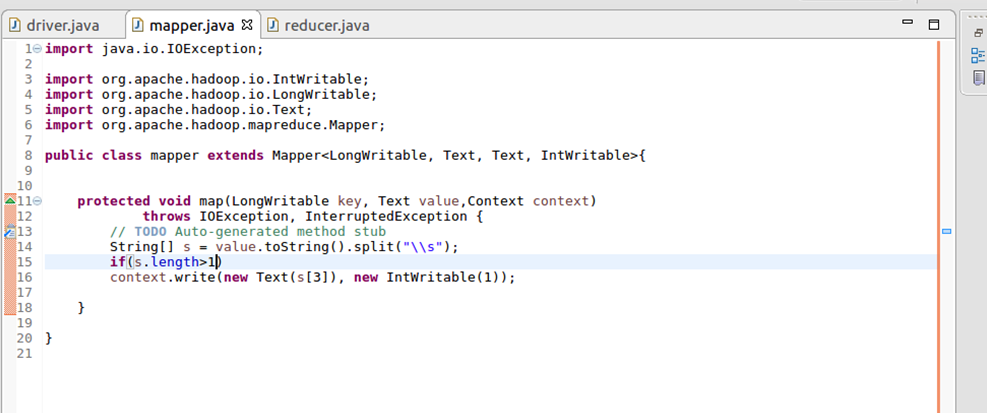 driver.java mapper.java reducer.java
1 import java.io.IOException;
2
3 import org.apache.hadoop.io.IntWritable;
4 import org.apache.hadoop.io.LongWritable;
5 import org.apache.hadoop.io.Text;
6 import org.apache.hadoop.mapreduce.Mapper;
7
8 public class mapper extends Mapper<LongWritable, Text, Text, IntWritable>{
9
10
11     protected void map(LongWritable key, Text value,Context context)
12             throws IOException, InterruptedException {
13         // TODO Auto-generated method stub
14         String[] s = value.toString().split("\\s");
15         if(s.length>1)
16         context.write(new Text(s[3]), new IntWritable(1));
17
18     }
19
20 }
21